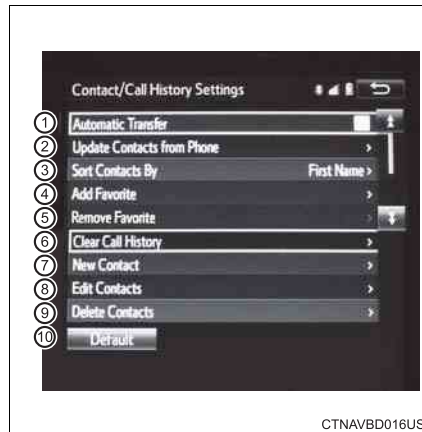 Contact/Call History Settings
1 Automatic Transfer
2 Update Contacts from Phone
3 Sort Contacts By First Name
4 Add Favorite
5 Remove Favorite
6 Clear Call History
7 New Contact
8 Edit Contacts
9 Delete Contacts
10 Default
CTNAVBD016US